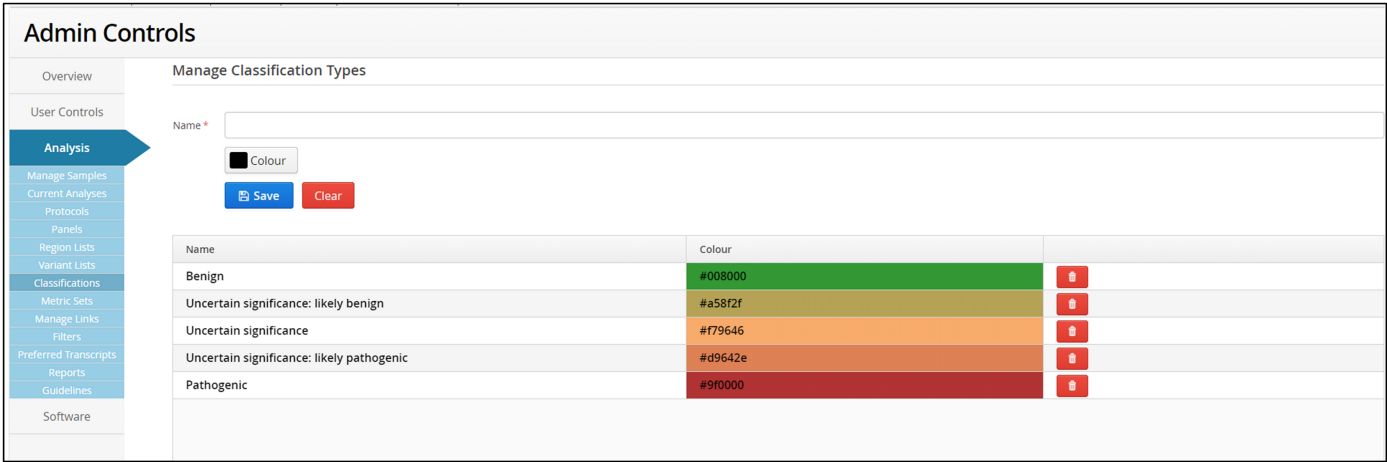 Admin Controls
Overview
User Controls
Analysis
Manage Samples
Current Analyses
Protocols
Panels
Region Lists
Variant Lists
Classifications
Metric Sets
Manage Links
Filters
Preferred Transcripts
Reports
Guidelines
Software
Manage Classification Types
Name *
Colour
Save Clear
Name Colour
Benign #008000
Uncertain significance: likely benign #a58f2f
Uncertain significance #f79646
Uncertain significance: likely pathogenic #d9642e
Pathogenic #9f0000